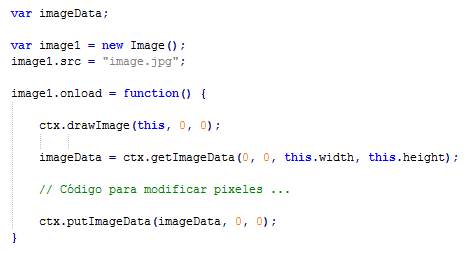 var imageData;
var image1 = new Image();
image1.src = "image.jpg";
image1.onload = function() {
ctx.drawImage(this, 0, 0);
imageData = ctx.getImageData(0, 0, this.width, this.height);
// Código para modificar pixeles ...
ctx.putImageData(imageData, 0, 0);
}